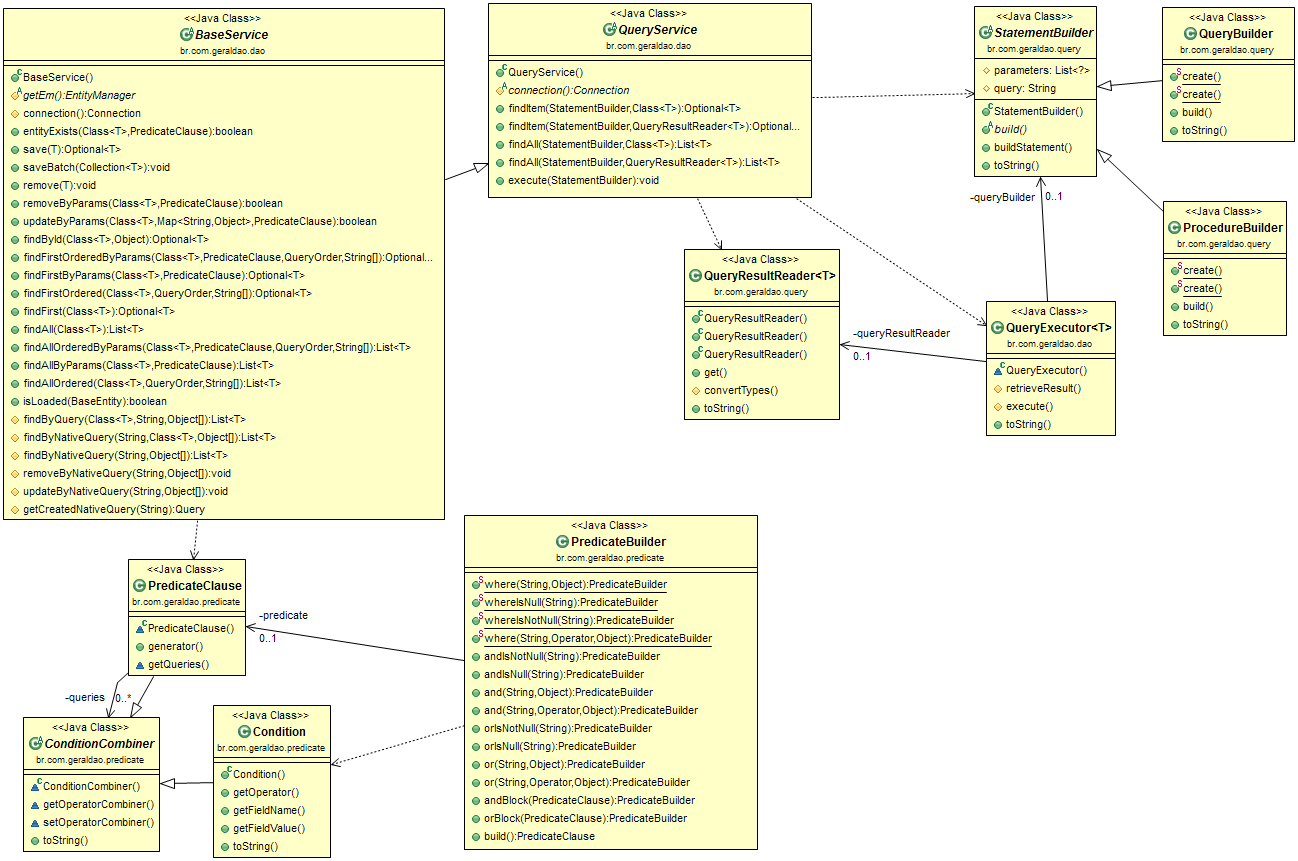 <<Java Class>>
BaseService
br.com.geraldao.dao
BaseService()
getEm():EntityManager
connection():Connection
entityExists(Class<T>,PredicateClause):boolean
save(T):Optional<T>
saveBatch(Collection<T>):void
remove(T):void
removeByParams(Class<T>,PredicateClause):boolean
updateByParams(Class<T>,Map<String,Object>,PredicateClause):boolean
findById(Class<T>,Object):Optional<T>
findFirstOrderedByParams(Class<T>,PredicateClause,QueryOrder,String[]):Optional...
findFirstByParams(Class<T>,PredicateClause):Optional<T>
findFirstOrdered(Class<T>,QueryOrder,String[]):Optional<T>
findFirst(Class<T>):Optional<T>
findAll(Class<T>):List<T>
findAllOrderedByParams(Class<T>,PredicateClause,QueryOrder,String[]):List<T>
findAllByParams(Class<T>,PredicateClause):List<T>
findAllOrdered(Class<T>,QueryOrder,String[]):List<T>
isLoaded(BaseEntity):boolean
findByQuery(Class<T>,String,Object[]):List<T>
findByNativeQuery(String,Class<T>,Object[]):List<T>
findByNativeQuery(String,Object[]):List<T>
removeByNativeQuery(String,Object[]):void
updateByNativeQuery(String,Object[]):void
getCreatedNativeQuery(String):Query
<<Java Class>>
QueryService
br.com.geraldao.dao
QueryService()
connection():Connection
findItem(StatementBuilder,Class<T>):Optional<T>
findItem(StatementBuilder,QueryResultReader<T>):Optional...
findAll(StatementBuilder,Class<T>):List<T>
findAll(StatementBuilder,QueryResultReader<T>):List<T>
execute(StatementBuilder):void
<<Java Class>>
StatementBuilder
br.com.geraldao.query
parameters: List<?>
query: String
StatementBuilder()
build()
buildStatement()
toString()
<<Java Class>>
QueryBuilder
br.com.geraldao.query
create()
create()
build()
toString()
<<Java Class>>
ProcedureBuilder
br.com.geraldao.query
create()
create()
build()
toString()
-queryBuilder
0..1
<<Java Class>>
QueryResultReader<T>
br.com.geraldao.query
QueryResultReader()
QueryResultReader()
QueryResultReader()
get()
convertTypes()
toString()
-queryResultReader
0..1
<<Java Class>>
QueryExecutor<T>
br.com.geraldao.dao
QueryExecutor()
retrieveResult()
execute()
toString()
<<Java Class>>
PredicateClause
br.com.geraldao.predicate
PredicateClause()
generator()
getQueries()
-predicate
0..1
-queries
0..*
<<Java Class>>
ConditionCombiner
br.com.geraldao.predicate
ConditionCombiner()
getOperatorCombiner()
setOperatorCombiner()
toString()
<<Java Class>>
Condition
br.com.geraldao.predicate
Condition()
getOperator()
getFieldName()
getFieldValue()
toString()
<<Java Class>>
PredicateBuilder
br.com.geraldao.predicate
where(String,Object):PredicateBuilder
whereIsNull(String):PredicateBuilder
whereIsNotNull(String):PredicateBuilder
where(String,Operator,Object):PredicateBuilder
andIsNotNull(String):PredicateBuilder
andIsNull(String):PredicateBuilder
and(String,Object):PredicateBuilder
and(String,Operator,Object):PredicateBuilder
orIsNotNull(String):PredicateBuilder
orIsNull(String):PredicateBuilder
or(String,Object):PredicateBuilder
or(String,Operator,Object):PredicateBuilder
andBlock(PredicateClause):PredicateBuilder
orBlock(PredicateClause):PredicateBuilder
build():PredicateClause